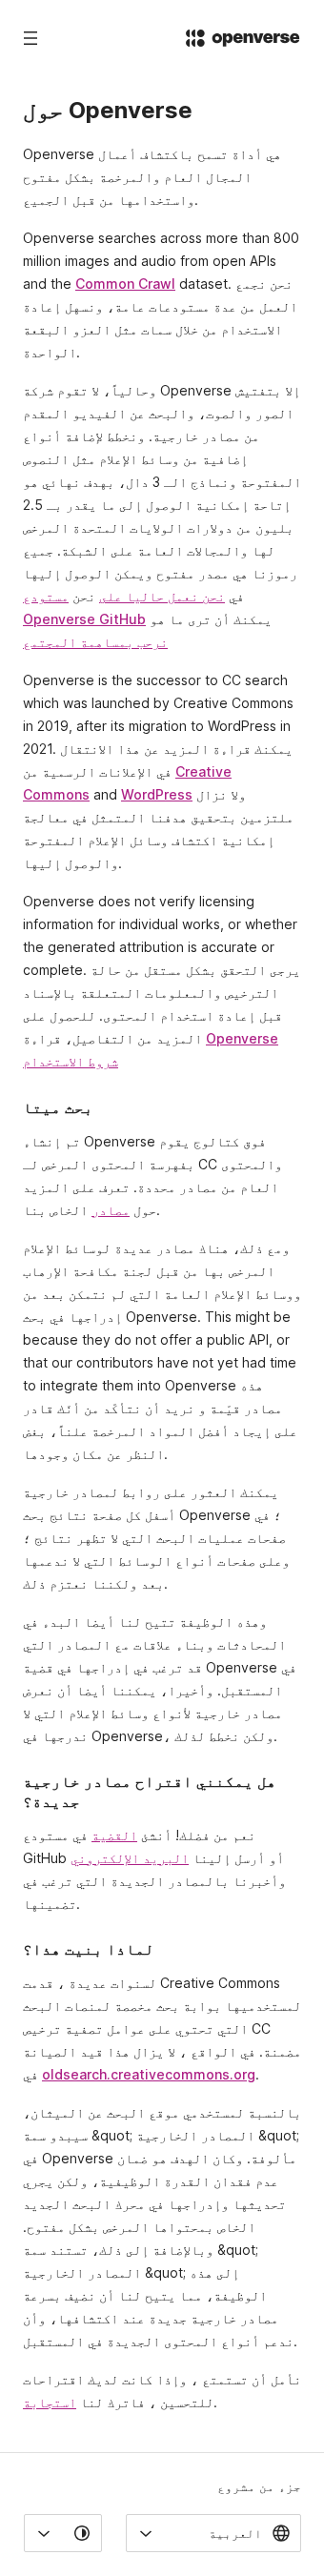 openverse
حول Openverse
Openverse هي أداة تسمح باكتشاف أعمال
المجال العام والمرخصة بشكل مفتوح
واستخدامها من قبل الجميع.
Openverse searches across more than 800
million images and audio from open APIs
and the Common Crawl dataset. نحن نجمع
العمل من عدة مستودعات عامة، ونسهل إعادة
الاستخدام من خلال سمات مثل العزو البقعة
الواحدة.
وحالياً، لا تقوم شركة Openverse إلا بتفتيش
الصور والصوت، والبحث عن الفيديو المقدم
من مصادر خارجية. ونخطط لإضافة أنواع
إضافية من وسائط الإعلام مثل النصوص
المفتوحة ونماذج الـ 3 دال، بهدف نهائي هو
إتاحة إمكانية الوصول إلى ما يقدر بـ 2.5
بليون من دولارات الولايات المتحدة المرخص
لها والمجالات العامة على الشبكة. جميع
رموزنا هي مصدر مفتوح ويمكن الوصول إليها
في نحن نعمل حاليا على نحن مستودع
Openverse GitHub يمكنك أن ترى ما هو
نرحب بمساهمة المجتمع
Openverse is the successor to CC search
which was launched by Creative Commons
in 2019, after its migration to WordPress in
2021. يمكنك قراءة المزيد عن هذا الانتقال
في الإعلانات الرسمية من Creative
Commons and WordPress ولا نزال
ملتزمين بتحقيق هدفنا المتمثل في معالجة
إمكانية اكتشاف وسائل الإعلام المفتوحة
والوصول إليها.
Openverse does not verify licensing
information for individual works, or whether
the generated attribution is accurate or
complete. يرجى التحقق بشكل مستقل من حالة
الترخيص والمعلومات المتعلقة بالإسناد
قبل إعادة استخدام المحتوى. للحصول على
المزيد من التفاصيل، قراءة Openverse
شروط الاستخدام
بحث ميتا
تم إنشاء Openverse فوق كتالوج يقوم
بفهرسة المحتوى المرخص لـ CC والمحتوى
العام من مصادر محددة. تعرف على المزيد
حول مصادر الخاص بنا.
ومع ذلك، هناك مصادر عديدة لوسائط الإعلام
المرخص بها من قبل لجنة مكافحة الإرهاب
ووسائط الإعلام العامة التي لم نتمكن بعد من
إدراجها في بحث Openverse. This might be
because they do not offer a public API, or
that our contributors have not yet had time
to integrate them into Openverse هذه
مصادر قيّمة و نريد أن نتأكّد من أنّك قادر
على إيجاد أفضل المواد المرخصة علناً، بغض
النظر عن مكان وجودها.
يمكنك العثور على روابط لمصادر خارجية
أسفل كل صفحة نتائج بحث Openverse ؛ في
صفحات عمليات البحث التي لا تظهر نتائج ؛
وعلى صفحات أنواع الوسائط التي لا ندعمها
بعد ولكننا نعتزم ذلك.
وهذه الوظيفة تتيح لنا أيضا البدء في
المحادثات وبناء علاقات مع المصادر التي
قد ترغب في إدراجها في قضية Openverse في
المستقبل. وأخيرا، يمكننا أيضا أن نعرض
مصادر خارجية لأنواع وسائط الإعلام التي لا
ندرجها في Openverse، ولكن نخطط لذلك.
هل يمكنني اقتراح مصادر خارجية
جديدة؟
نعم من فضلك! أنشئ القضية في مستودع
GitHub أو أرسل إلينا البريد الإلكتروني
وأخبرنا بالمصادر الجديدة التي ترغب في
تضمينها.
لماذا بنيت هذا؟
لسنوات عديدة ، قدمت Creative Commons
لمستخدميها بوابة بحث مخصصة لمنصات البحث
التي تحتوي على عوامل تصفية ترخيص CC
مضمنة. في الواقع ، لا يزال هذا قيد الصيانة
في oldsearch.creativecommons.org.
بالنسبة لمستخدمي موقع البحث عن الميثان،
سيبدو سمة &quot; المصادر الخارجية &quot;
في Openverse مألوفة. وكان الهدف هو ضمان
عدم فقدان القدرة الوظيفية، ولكن يجري
تحديثها وإدراجها في محرك البحث الجديد
الخاص بمحتواها المرخص بشكل مفتوح.
وبالإضافة إلى ذلك، تستند سمة &quot;
المصادر الخارجية &quot; إلى هذه
الوظيفة، مما يتيح لنا أن نضيف بسرعة
مصادر خارجية جديدة عند اكتشافها، وأن
ندعم أنواع المحتوى الجديدة في المستقبل.
نأمل أن تستمتع ، وإذا كانت لديك اقتراحات
للتحسين ، فاترك لنا استجابة.
جزء من مشروع
العربية